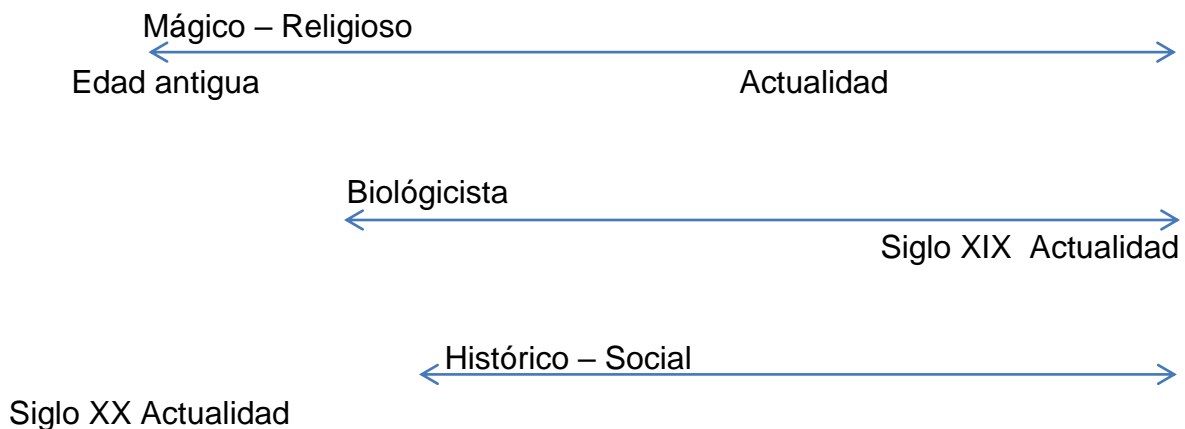 Mágico – Religioso
Edad antigua Actualidad
Biológicista
Siglo XIX Actualidad
Histórico – Social
Siglo XX Actualidad